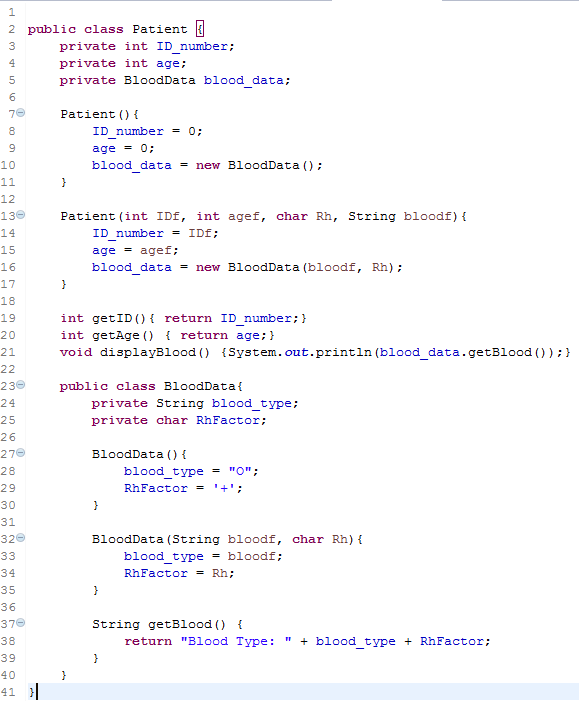 1
2 public class Patient {
3     private int ID_number;
4     private int age;
5     private BloodData blood_data;
6
7     Patient(){
8         ID_number = 0;
9         age = 0;
10         blood_data = new BloodData();
11     }
12
13     Patient(int IDf, int agef, char Rh, String bloodf){
14         ID_number = IDf;
15         age = agef;
16         blood_data = new BloodData(bloodf, Rh);
17     }
18
19     int getID(){ return ID_number;}
20     int getAge() { return age;}
21     void displayBlood() {System.out.println(blood_data.getBlood());}
22
23     public class BloodData{
24         private String blood_type;
25         private char RhFactor;
26
27         BloodData(){
28             blood_type = "O";
29             RhFactor = '+';
30         }
31
32         BloodData(String bloodf, char Rh){
33             blood_type = bloodf;
34             RhFactor = Rh;
35         }
36
37         String getBlood() {
38             return "Blood Type: " + blood_type + RhFactor;
39         }
40     }
41 }